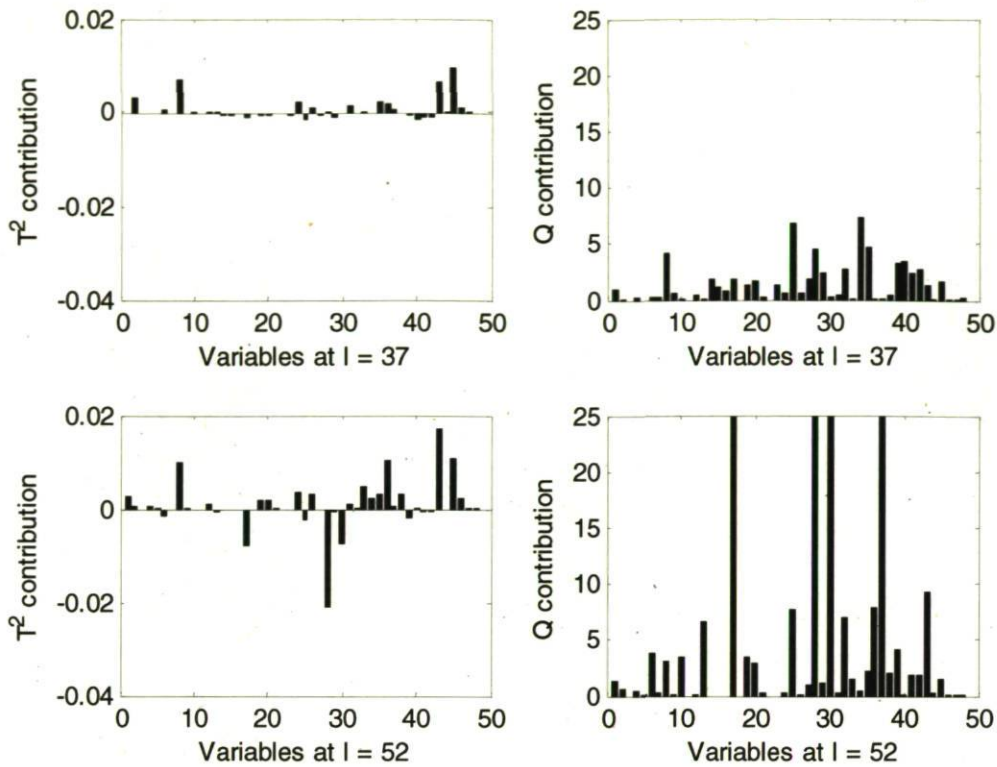 0.02
0
-0.02
-0.04
T² contribution
0 10 20 30 40 50
Variables at l = 37
25
20
15
10
5
0
Q contribution
0 10 20 30 40 50
Variables at l = 37
0.02
0
-0.02
-0.04
T² contribution
0 10 20 30 40 50
Variables at l = 52
25
20
15
10
5
0
Q contribution
0 10 20 30 40 50
Variables at l = 52